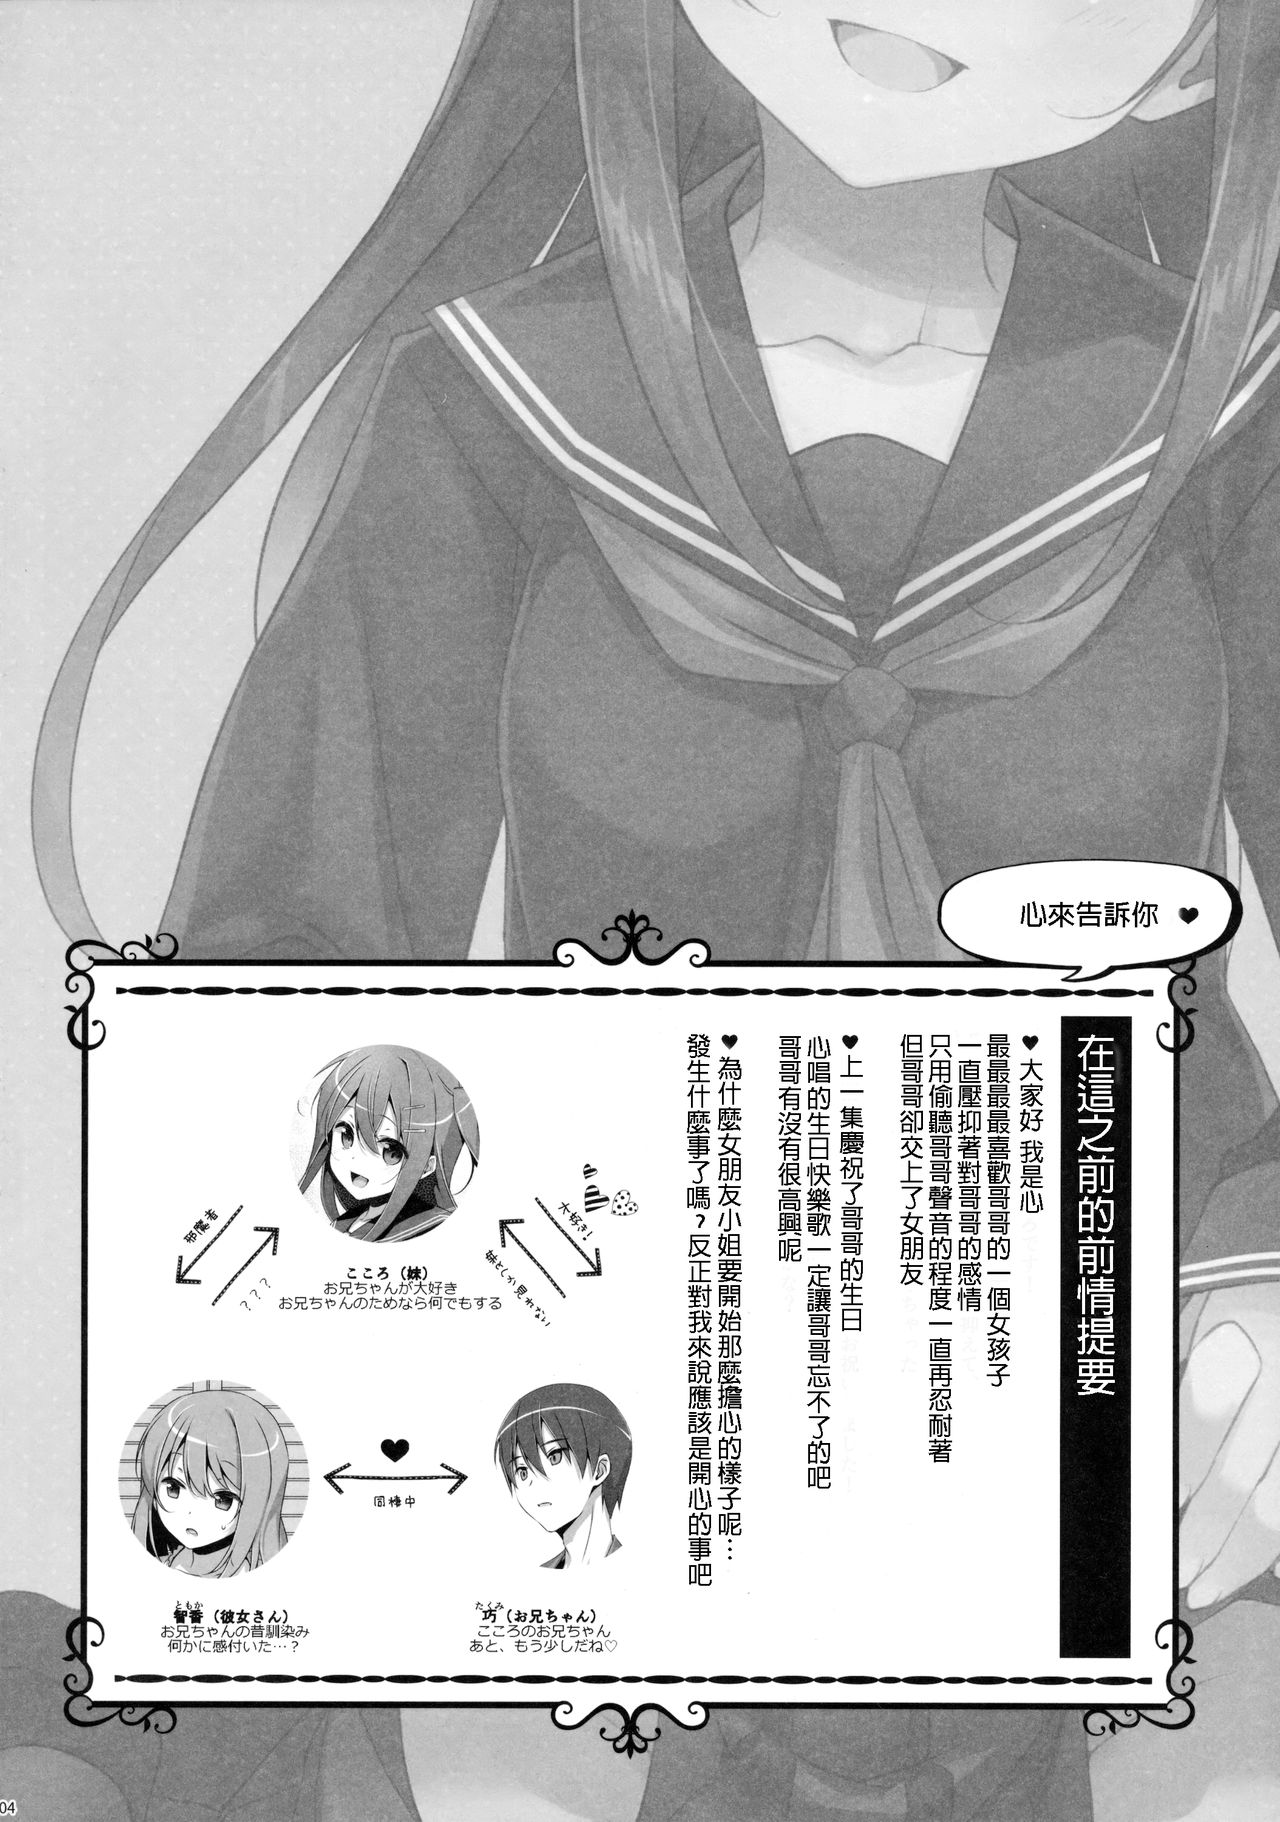 心來告訴你 ♥
在這之前的前情提要
♥大家好 我是心
最最最最喜歡哥哥的一個女孩子
一直壓抑著對哥哥的感情
只用偷聽哥哥聲音的程度一直再忍耐著
但哥哥卻交上了女朋友
♥上一集慶祝了哥哥的生日
心唱的生日快樂歌一定讓哥哥忘不了的吧
哥哥有沒有很高興呢
♥為什麼女朋友小姐要開始那麼擔心的樣子呢…
發生什麼事了嗎？反正對我來說應該是開心的事吧
こころ（妹）
お兄ちゃんが大好き
お兄ちゃんのためなら何でもする
邪魔者
？？？
大好き！
妹としか見れない
同棲中
ともか
智香（彼女さん）
お兄ちゃんの昔馴染み
何かに感付いた…？
たくみ
巧（お兄ちゃん）
こころのお兄ちゃん
あと、もう少しだね♡
04